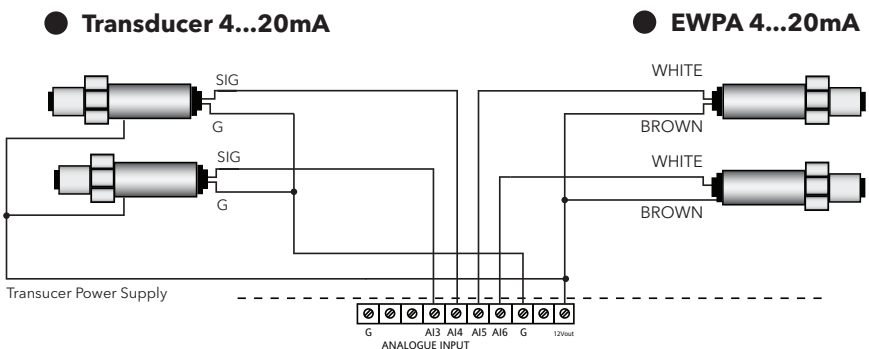 Transducer 4...20mA
EWPA 4...20mA
SIG
G
SIG
G
WHITE
BROWN
WHITE
BROWN
Transucer Power Supply
G AI3 AI4 AI5 AI6 G 12Vout
ANALOGUE INPUT